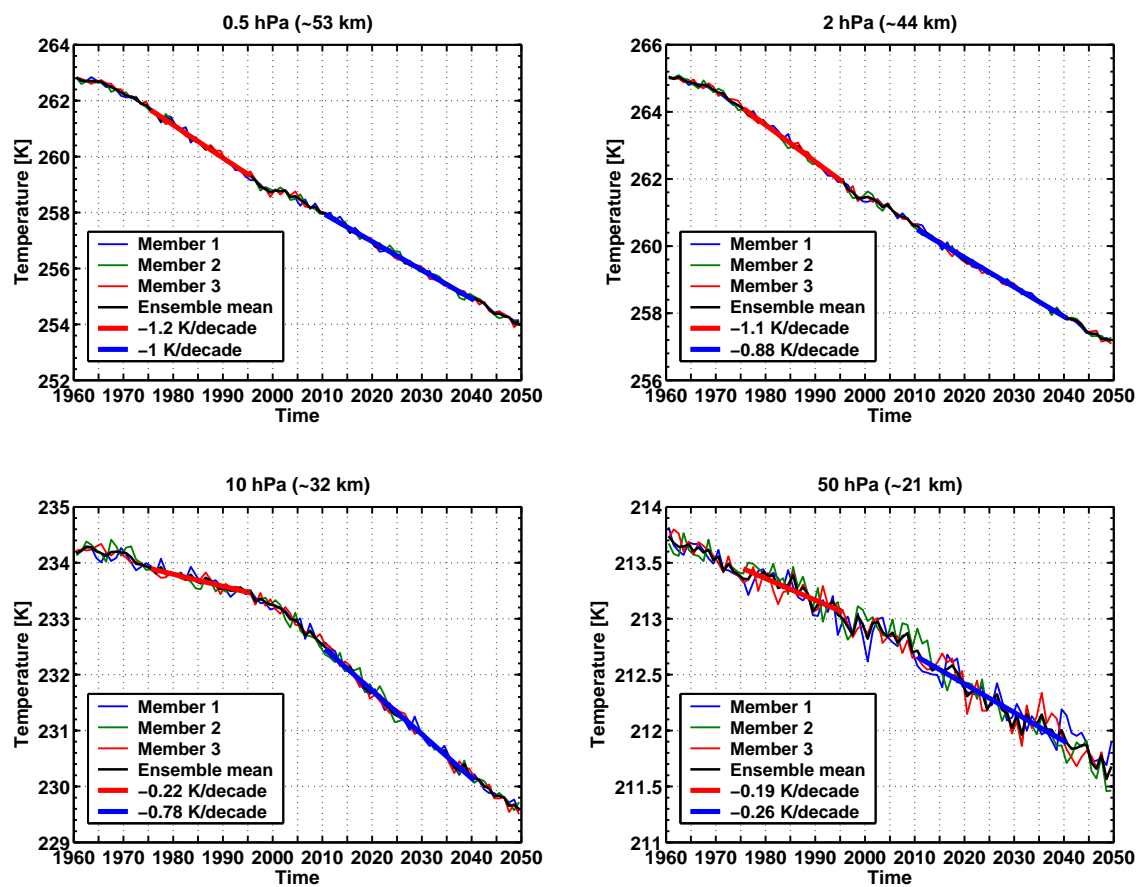 0.5 hPa (~53 km)
264
262
260
258
256
254
252
Temperature [K]
Member 1
Member 2
Member 3
Ensemble mean
−1.2 K/decade
−1 K/decade
1960 1970 1980 1990 2000 2010 2020 2030 2040 2050
Time
2 hPa (~44 km)
266
264
262
260
258
256
Temperature [K]
Member 1
Member 2
Member 3
Ensemble mean
−1.1 K/decade
−0.88 K/decade
1960 1970 1980 1990 2000 2010 2020 2030 2040 2050
Time
10 hPa (~32 km)
235
234
233
232
231
230
229
Temperature [K]
Member 1
Member 2
Member 3
Ensemble mean
−0.22 K/decade
−0.78 K/decade
1960 1970 1980 1990 2000 2010 2020 2030 2040 2050
Time
50 hPa (~21 km)
214
213.5
213
212.5
212
211.5
211
Temperature [K]
Member 1
Member 2
Member 3
Ensemble mean
−0.19 K/decade
−0.26 K/decade
1960 1970 1980 1990 2000 2010 2020 2030 2040 2050
Time